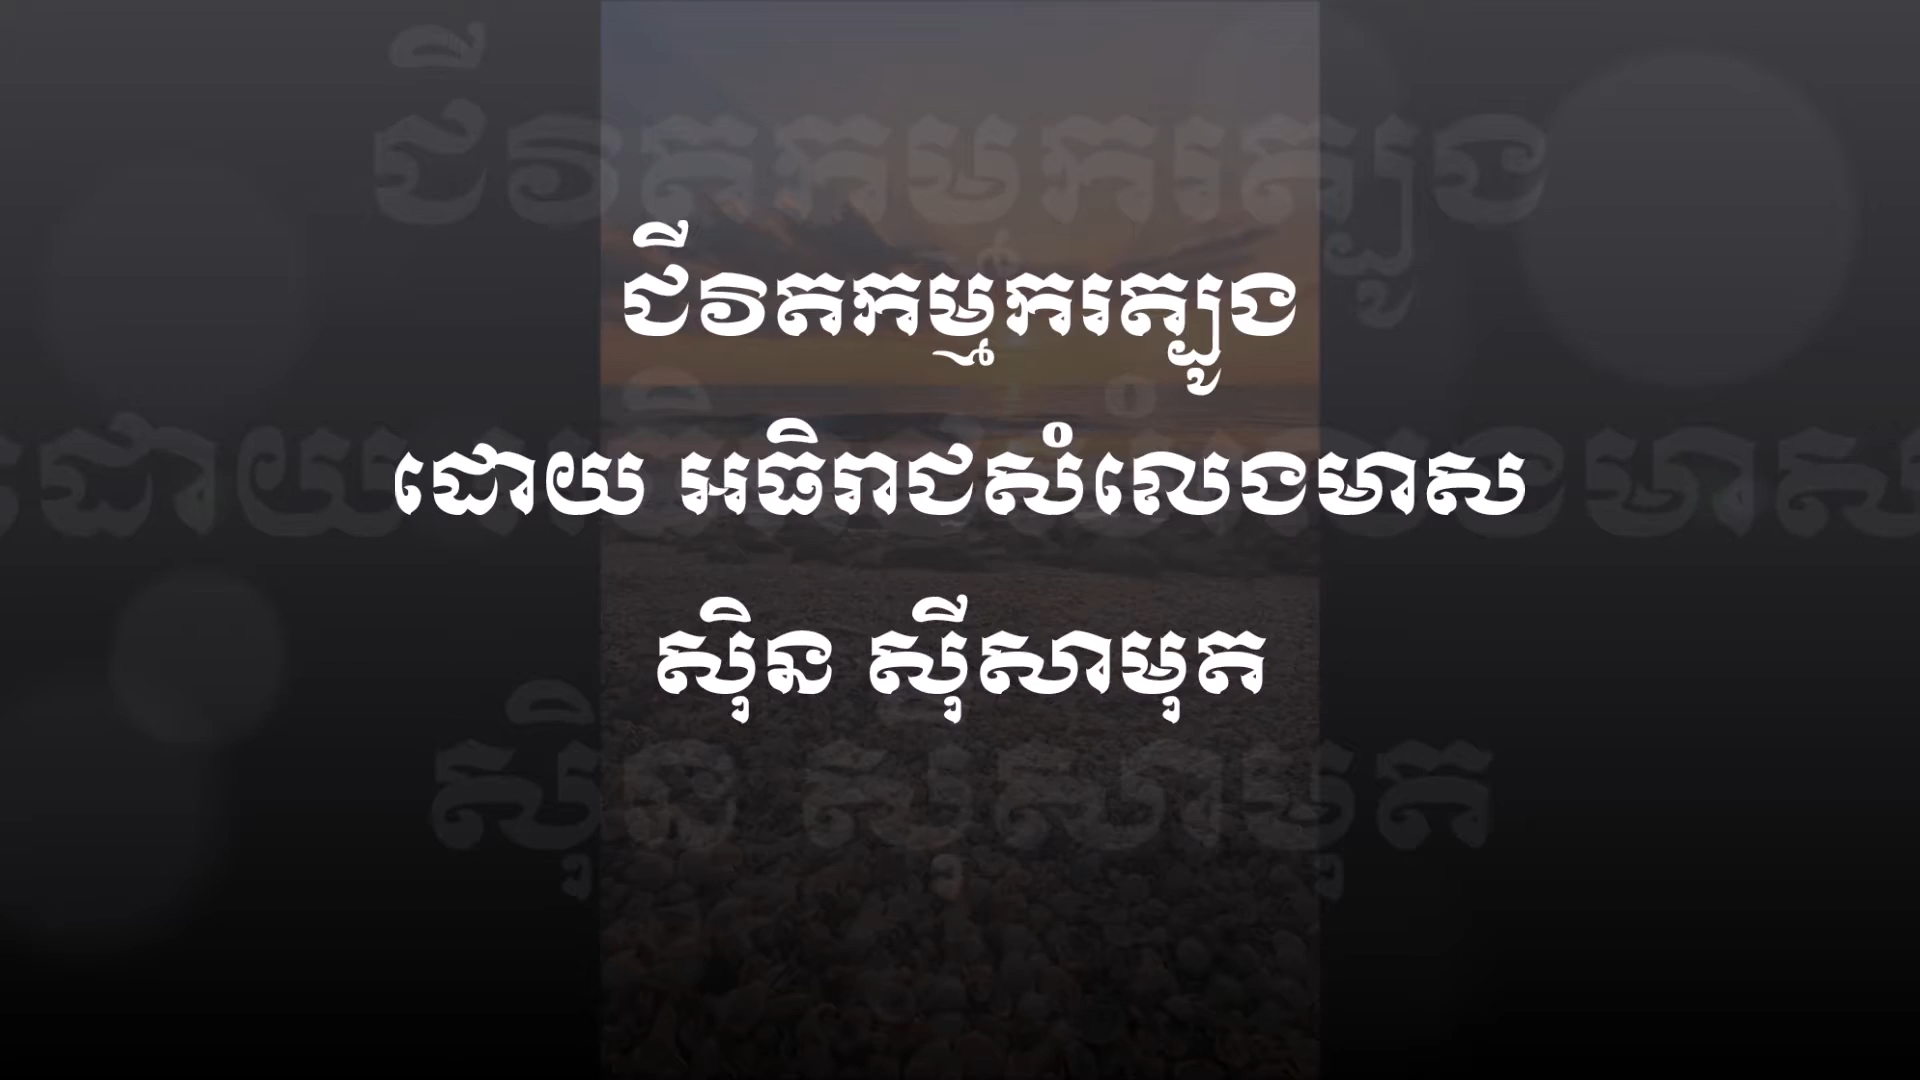 ជីវិតកម្មករត្បូង
ដោយ អធិរាជសំលេងមាស
ស៊ិន ស៊ីសាមុត